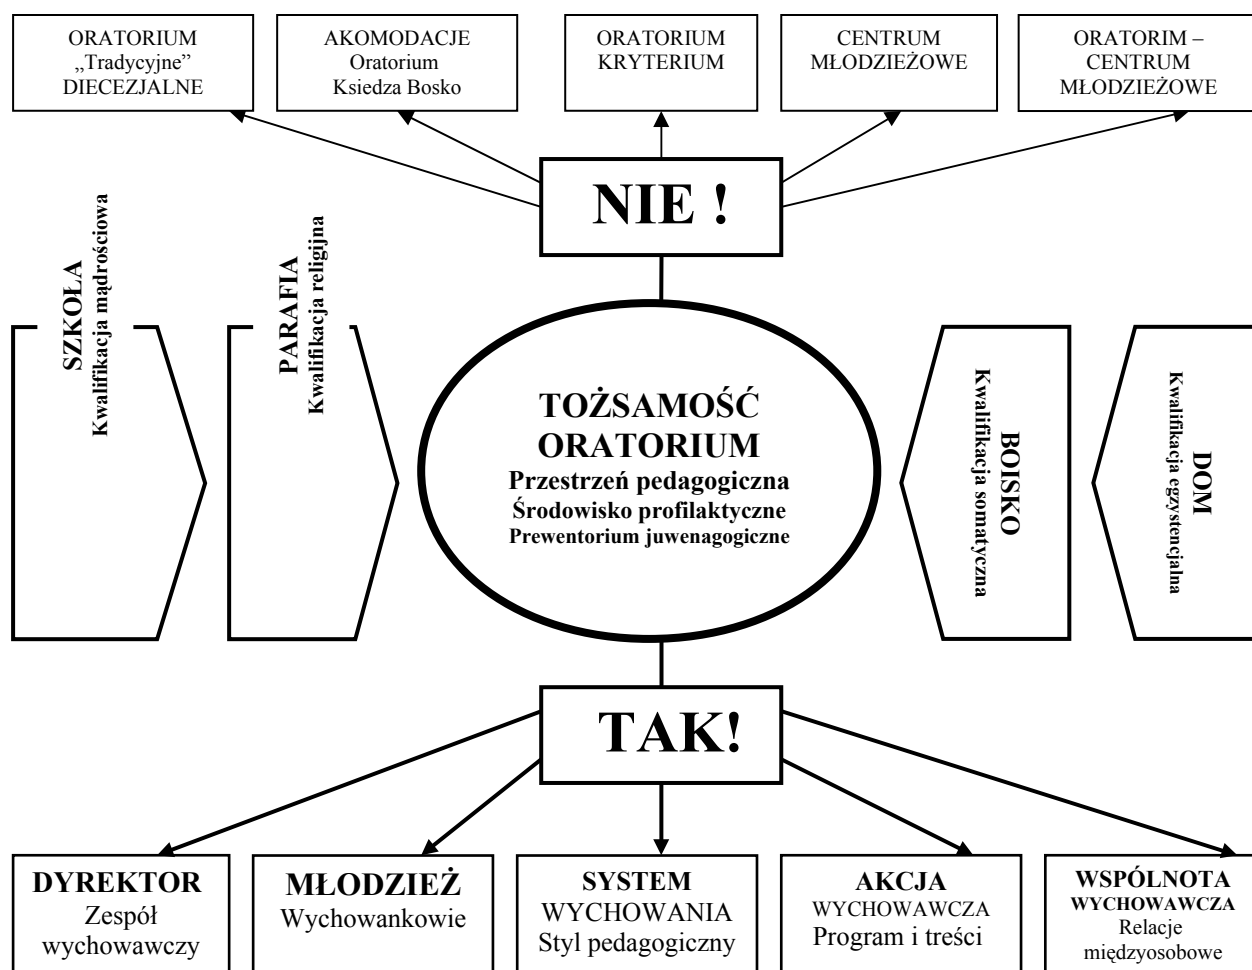 ORATORIUM
„Tradycyjne”
DIECEZJALNE
AKOMODACJE
Oratorium
Ksiedza Bosko
ORATORIUM
KRYTERIUM
CENTRUM
MŁODZIEŻOWE
ORATORIM –
CENTRUM
MŁODZIEŻOWE
NIE !
SZKOŁA
Kwalifikacja mądrościowa
PARAFIA
Kwalifikacja religijna
TOŻSAMOŚĆ
ORATORIUM
Przestrzeń pedagogiczna
Środowisko profilaktyczne
Prewentorium juwenagogiczne
BOISKO
Kwalifikacja somatyczna
DOM
Kwalifikacja egzystencjalna
TAK!
DYREKTOR
Zespół
wychowawczy
MŁODZIEŻ
Wychowankowie
SYSTEM
WYCHOWANIA
Styl pedagogiczny
AKCJA
WYCHOWAWCZA
Program i treści
WSPÓLNOTA
WYCHOWAWCZA
Relacje
międzyosobowe